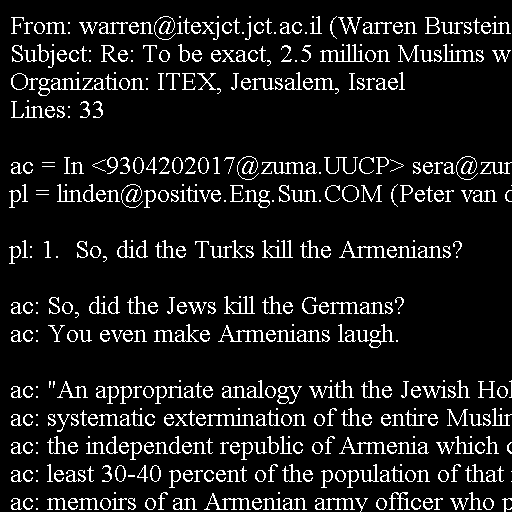 From: warren@itexjct.jct.ac.il (Warren Burstein
Subject: Re: To be exact, 2.5 million Muslims w
Organization: ITEX, Jerusalem, Israel
Lines: 33
ac = In <9304202017@zuma.UUCP> sera@zu
pl = linden@positive.Eng.Sun.COM (Peter van d
pl: 1.  So, did the Turks kill the Armenians?
ac: So, did the Jews kill the Germans?
ac: You even make Armenians laugh.
ac: "An appropriate analogy with the Jewish Hol
ac: systematic extermination of the entire Musli
ac: the independent republic of Armenia which
ac: least 30-40 percent of the population of that
ac: memoirs of an Armenian army officer who p